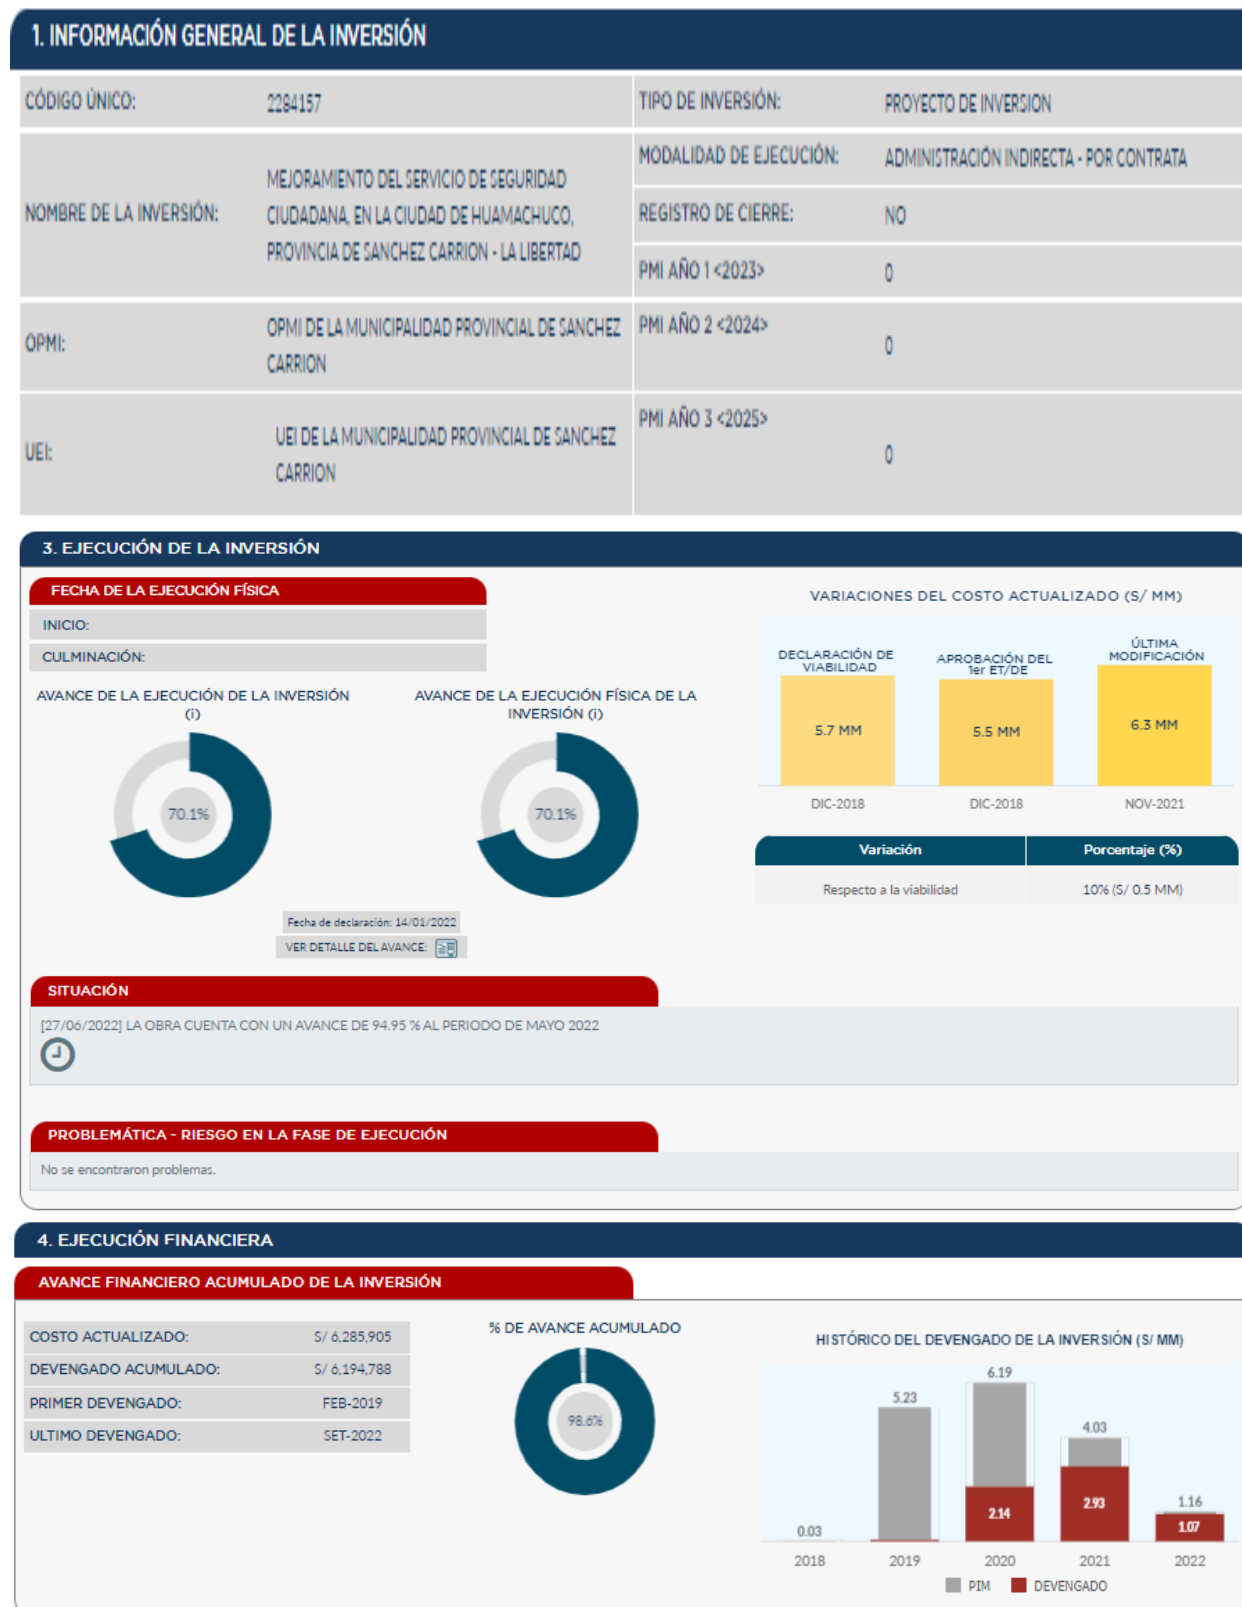 1. INFORMACIÓN GENERAL DE LA INVERSIÓN
CÓDIGO ÚNICO:
2284157
TIPO DE INVERSIÓN:
PROYECTO DE INVERSION
NOMBRE DE LA INVERSIÓN:
MEJORAMIENTO DEL SERVICIO DE SEGURIDAD
CIUDADANA, EN LA CIUDAD DE HUAMACHUCO,
PROVINCIA DE SANCHEZ CARRION - LA LIBERTAD
MODALIDAD DE EJECUCIÓN:
ADMINISTRACIÓN INDIRECTA - POR CONTRATA
REGISTRO DE CIERRE:
NO
PMI AÑO 1 <2023>
0
OPMI:
OPMI DE LA MUNICIPALIDAD PROVINCIAL DE SANCHEZ
CARRION
PMI AÑO 2 <2024>
0
UEI:
UEI DE LA MUNICIPALIDAD PROVINCIAL DE SANCHEZ
CARRION
PMI AÑO 3 <2025>
0
3. EJECUCIÓN DE LA INVERSIÓN
FECHA DE LA EJECUCIÓN FÍSICA
INICIO:
CULMINACIÓN:
AVANCE DE LA EJECUCIÓN DE LA INVERSIÓN
(i)
70.1%
AVANCE DE LA EJECUCIÓN FÍSICA DE LA
INVERSIÓN (i)
70.1%
Fecha de declaración: 14/01/2022
VER DETALLE DEL AVANCE:
VARIACIONES DEL COSTO ACTUALIZADO (S/ MM)
DECLARACIÓN DE
VIABILIDAD
5.7 MM
DIC-2018
APROBACIÓN DEL
1er ET/DE
5.5 MM
DIC-2018
ÚLTIMA
MODIFICACIÓN
6.3 MM
NOV-2021
Variación
Porcentaje (%)
Respecto a la viabilidad
10% (S/ 0.5 MM)
SITUACIÓN
[27/06/2022] LA OBRA CUENTA CON UN AVANCE DE 94.95 % AL PERIODO DE MAYO 2022
PROBLEMÁTICA - RIESGO EN LA FASE DE EJECUCIÓN
No se encontraron problemas.
4. EJECUCIÓN FINANCIERA
AVANCE FINANCIERO ACUMULADO DE LA INVERSIÓN
COSTO ACTUALIZADO:
S/ 6,285,905
DEVENGADO ACUMULADO:
S/ 6,194,788
PRIMER DEVENGADO:
FEB-2019
ULTIMO DEVENGADO:
SET-2022
% DE AVANCE ACUMULADO
98.6%
HISTÓRICO DEL DEVENGADO DE LA INVERSIÓN (S/ MM)
0.03
5.23
6.19
2.14
4.03
2.93
1.16
1.07
2018
2019
2020
2021
2022
PIM
DEVENGADO